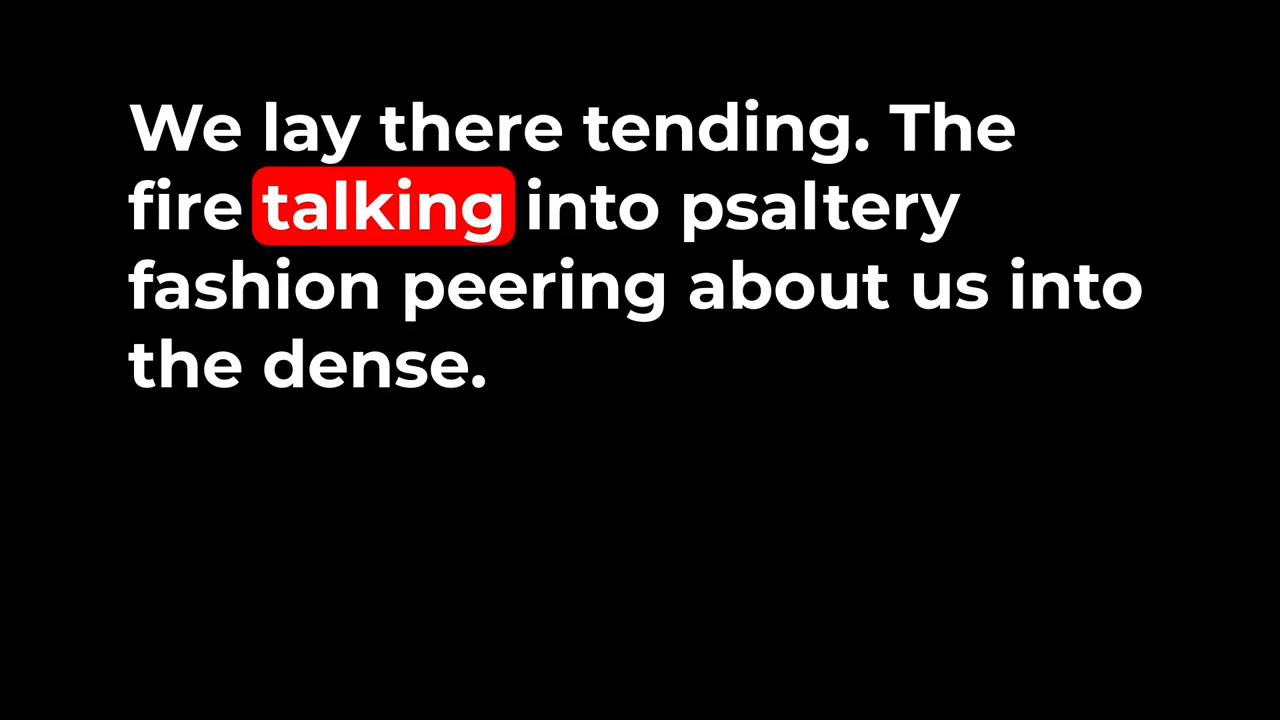 We lay there tending. The
fire talking into psaltery
fashion peering about us into
the dense.